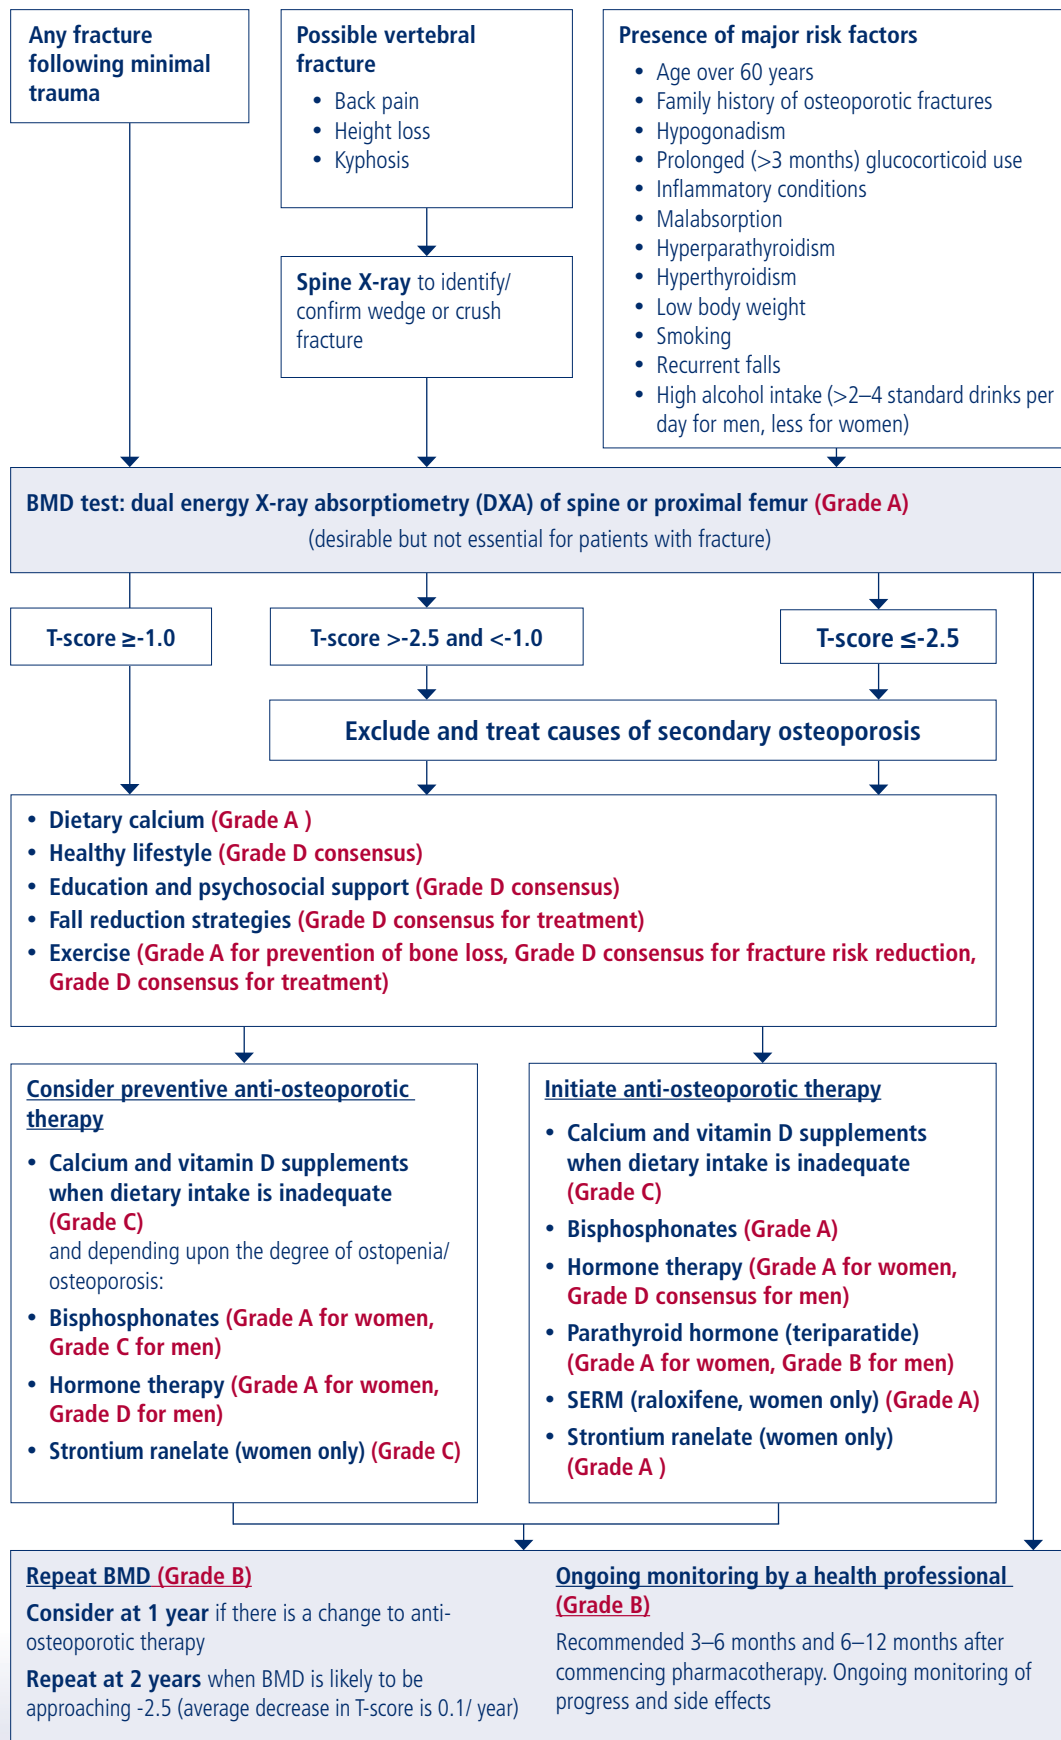 Any fracture
following minimal
trauma
Possible vertebral
fracture
• Back pain
• Height loss
• Kyphosis
Spine X-ray to identify/
confirm wedge or crush
fracture
Presence of major risk factors
• Age over 60 years
• Family history of osteoporotic fractures
• Hypogonadism
• Prolonged (>3 months) glucocorticoid use
• Inflammatory conditions
• Malabsorption
• Hyperparathyroidism
• Hyperthyroidism
• Low body weight
• Smoking
• Recurrent falls
• High alcohol intake (>2–4 standard drinks per
day for men, less for women)
BMD test: dual energy X-ray absorptiometry (DXA) of spine or proximal femur (Grade A)
(desirable but not essential for patients with fracture)
T-score ≥-1.0
T-score >-2.5 and <-1.0
T-score ≤-2.5
Exclude and treat causes of secondary osteoporosis
• Dietary calcium (Grade A )
• Healthy lifestyle (Grade D consensus)
• Education and psychosocial support (Grade D consensus)
• Fall reduction strategies (Grade D consensus for treatment)
• Exercise (Grade A for prevention of bone loss, Grade D consensus for fracture risk reduction,
Grade D consensus for treatment)
Consider preventive anti-osteoporotic
therapy
• Calcium and vitamin D supplements
when dietary intake is inadequate
(Grade C)
and depending upon the degree of ostopenia/
osteoporosis:
• Bisphosphonates (Grade A for women,
Grade C for men)
• Hormone therapy (Grade A for women,
Grade D for men)
• Strontium ranelate (women only) (Grade C)
Initiate anti-osteoporotic therapy
• Calcium and vitamin D supplements
when dietary intake is inadequate
(Grade C)
• Bisphosphonates (Grade A)
• Hormone therapy (Grade A for women,
Grade D consensus for men)
• Parathyroid hormone (teriparatide)
(Grade A for women, Grade B for men)
• SERM (raloxifene, women only) (Grade A)
• Strontium ranelate (women only)
(Grade A )
Repeat BMD (Grade B)
Consider at 1 year if there is a change to anti-
osteoporotic therapy
Repeat at 2 years when BMD is likely to be
approaching -2.5 (average decrease in T-score is 0.1/ year)
Ongoing monitoring by a health professional
(Grade B)
Recommended 3–6 months and 6–12 months after
commencing pharmacotherapy. Ongoing monitoring of
progress and side effects